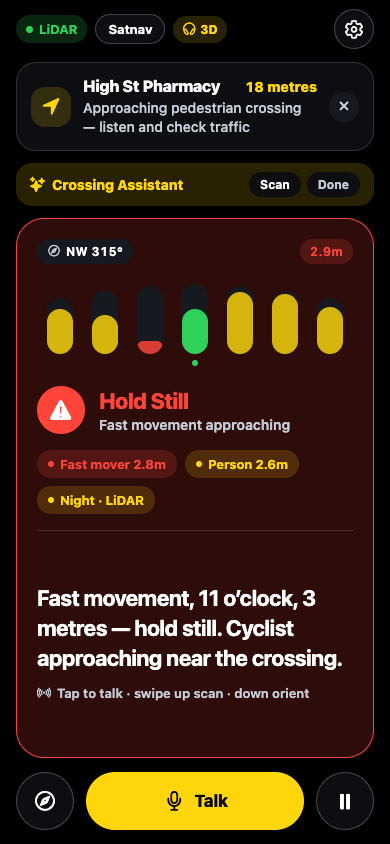 LiDAR
Satnav
3D
High St Pharmacy
18 metres
Approaching pedestrian crossing
— listen and check traffic
Crossing Assistant
Scan
Done
NW 315°
2.9m
Hold Still
Fast movement approaching
Fast mover 2.8m
Person 2.6m
Night · LiDAR
Fast movement, 11 o’clock, 3
metres — hold still. Cyclist
approaching near the crossing.
Tap to talk · swipe up scan · down orient
Talk